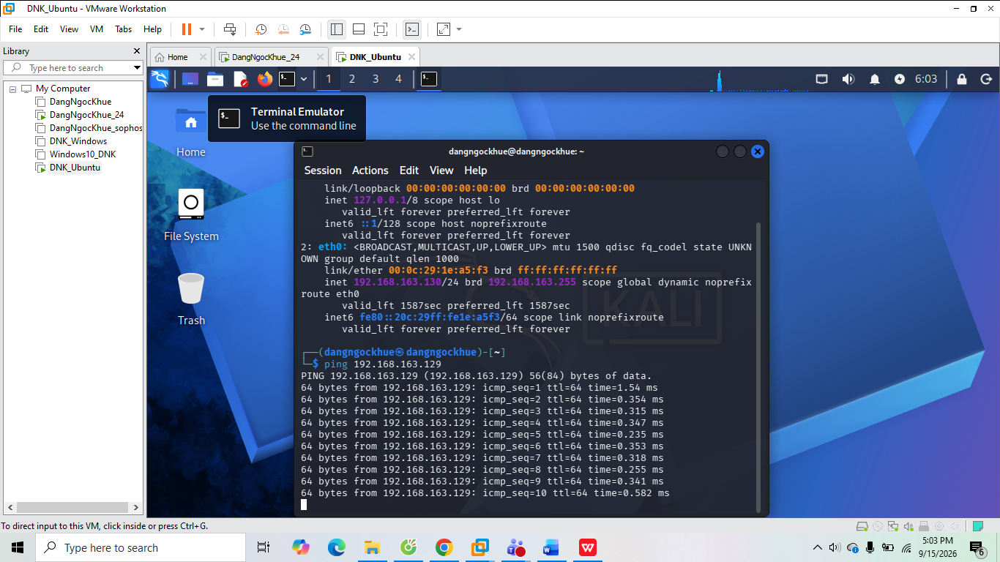 DNK_Ubuntu - VMware Workstation
File Edit View VM Tabs Help
Library
Type here to search
My Computer
DangNgocKhue
DangNgocKhue_24
DangNgocKhue_sophos
DNK_Windows
Windows10_DNK
DNK_Ubuntu
Home DangNgocKhue_24 DNK_Ubuntu
1 2 3 4 6:03
Terminal Emulator
Use the command line
Home
File System
Trash
KALI
dangngockhue@dangngockhue: ~
Session Actions Edit View Help
link/loopback 00:00:00:00:00:00 brd 00:00:00:00:00:00
inet 127.0.0.1/8 scope host lo
valid_lft forever preferred_lft forever
inet6 ::1/128 scope host noprefixroute
valid_lft forever preferred_lft forever
2: eth0: <BROADCAST,MULTICAST,UP,LOWER_UP> mtu 1500 qdisc fq_codel state UNKN
OWN group default qlen 1000
link/ether 00:0c:29:1e:a5:f3 brd ff:ff:ff:ff:ff:ff
inet 192.168.163.130/24 brd 192.168.163.255 scope global dynamic noprefix
route eth0
valid_lft 1587sec preferred_lft 1587sec
inet6 fe80::20c:29ff:fe1e:a5f3/64 scope link noprefixroute
valid_lft forever preferred_lft forever
┌──(dangngockhue㉿dangngockhue)-[~]
└─$ ping 192.168.163.129
PING 192.168.163.129 (192.168.163.129) 56(84) bytes of data.
64 bytes from 192.168.163.129: icmp_seq=1 ttl=64 time=1.54 ms
64 bytes from 192.168.163.129: icmp_seq=2 ttl=64 time=0.354 ms
64 bytes from 192.168.163.129: icmp_seq=3 ttl=64 time=0.315 ms
64 bytes from 192.168.163.129: icmp_seq=4 ttl=64 time=0.347 ms
64 bytes from 192.168.163.129: icmp_seq=5 ttl=64 time=0.235 ms
64 bytes from 192.168.163.129: icmp_seq=6 ttl=64 time=0.353 ms
64 bytes from 192.168.163.129: icmp_seq=7 ttl=64 time=0.318 ms
64 bytes from 192.168.163.129: icmp_seq=8 ttl=64 time=0.255 ms
64 bytes from 192.168.163.129: icmp_seq=9 ttl=64 time=0.341 ms
64 bytes from 192.168.163.129: icmp_seq=10 ttl=64 time=0.582 ms
To direct input to this VM, click inside or press Ctrl+G.
Type here to search
5:03 PM
9/15/2026
6